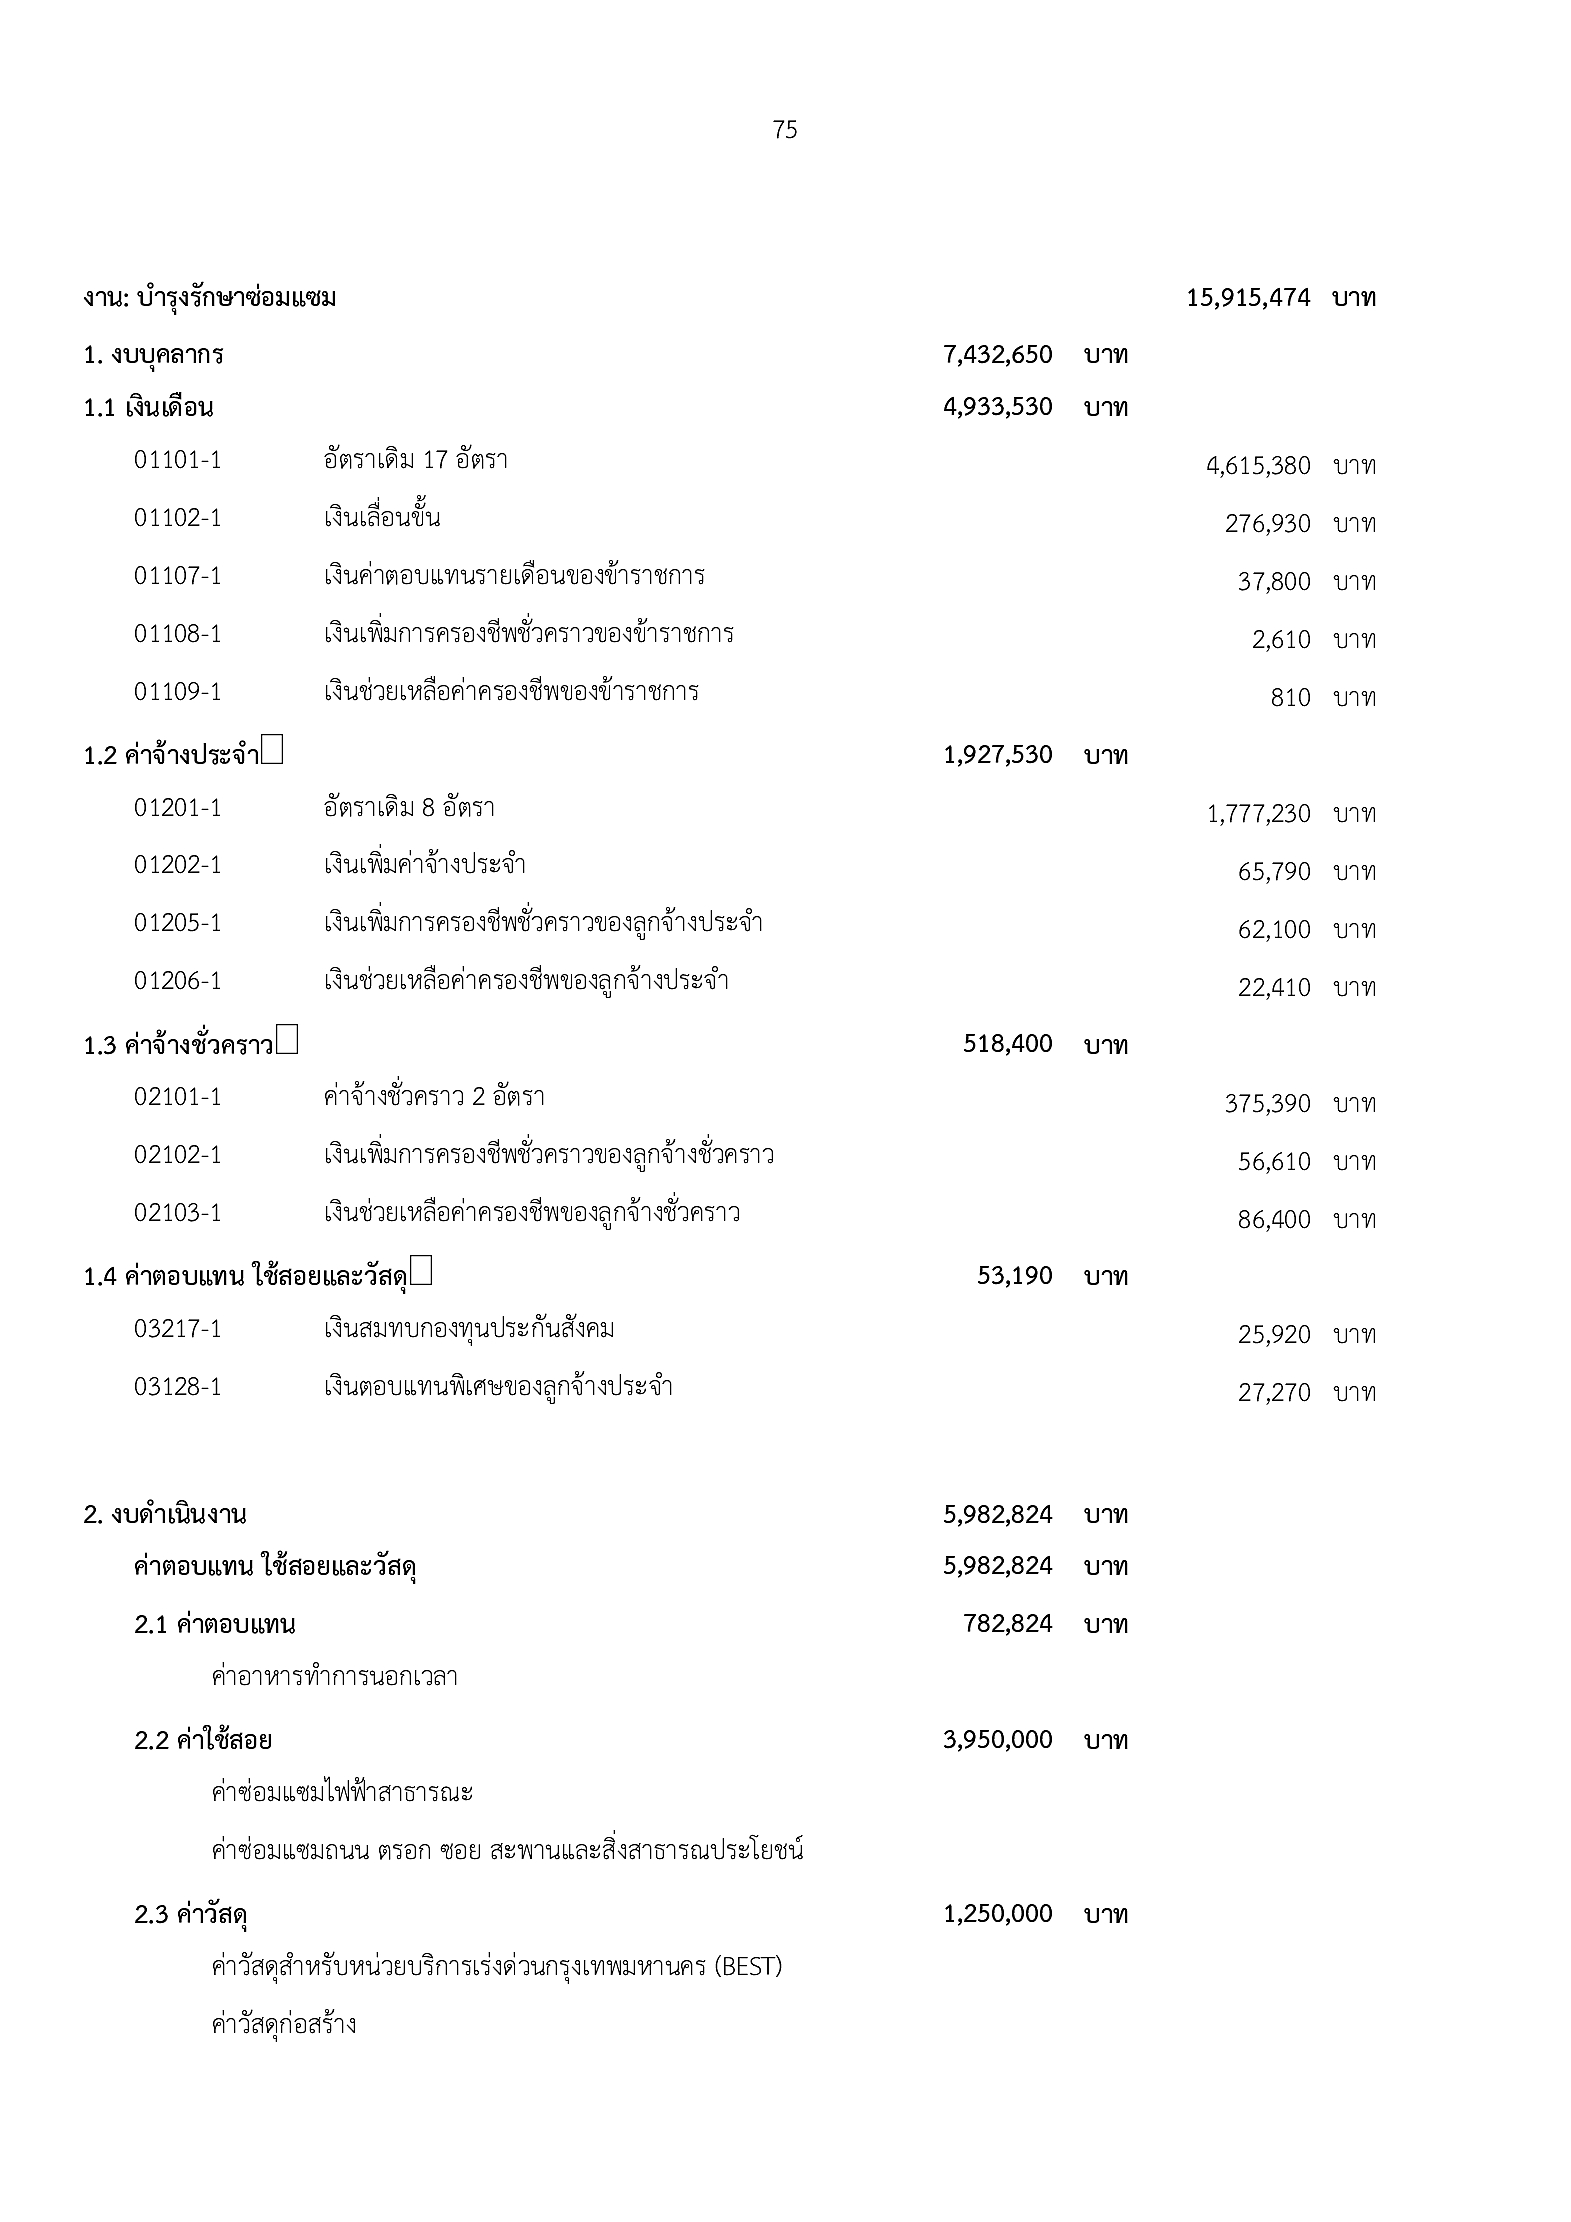 75
งาน: บำรุงรักษาซ่อมแซม 15,915,474 บาท
1. งบบุคลากร 7,432,650 บาท
1.1 เงินเดือน 4,933,530 บาท
01101-1 อัตราเดิม 17 อัตรา 4,615,380 บาท
01102-1 เงินเลื่อนขั้น 276,930 บาท
01107-1 เงินค่าตอบแทนรายเดือนของข้าราชการ 37,800 บาท
01108-1 เงินเพิ่มการครองชีพชั่วคราวของข้าราชการ 2,610 บาท
01109-1 เงินช่วยเหลือค่าครองชีพของข้าราชการ 810 บาท
1.2 ค่าจ้างประจำ 1,927,530 บาท
01201-1 อัตราเดิม 8 อัตรา 1,777,230 บาท
01202-1 เงินเพิ่มค่าจ้างประจำ 65,790 บาท
01205-1 เงินเพิ่มการครองชีพชั่วคราวของลูกจ้างประจำ 62,100 บาท
01206-1 เงินช่วยเหลือค่าครองชีพของลูกจ้างประจำ 22,410 บาท
1.3 ค่าจ้างชั่วคราว 518,400 บาท
02101-1 ค่าจ้างชั่วคราว 2 อัตรา 375,390 บาท
02102-1 เงินเพิ่มการครองชีพชั่วคราวของลูกจ้างชั่วคราว 56,610 บาท
02103-1 เงินช่วยเหลือค่าครองชีพของลูกจ้างชั่วคราว 86,400 บาท
1.4 ค่าตอบแทน ใช้สอยและวัสดุ 53,190 บาท
03217-1 เงินสมทบกองทุนประกันสังคม 25,920 บาท
03128-1 เงินตอบแทนพิเศษของลูกจ้างประจำ 27,270 บาท
2. งบดำเนินงาน 5,982,824 บาท
ค่าตอบแทน ใช้สอยและวัสดุ 5,982,824 บาท
2.1 ค่าตอบแทน 782,824 บาท
ค่าอาหารทำการนอกเวลา
2.2 ค่าใช้สอย 3,950,000 บาท
ค่าซ่อมแซมไฟฟ้าสาธารณะ
ค่าซ่อมแซมถนน ตรอก ซอย สะพานและสิ่งสาธารณประโยชน์
2.3 ค่าวัสดุ 1,250,000 บาท
ค่าวัสดุสำหรับหน่วยบริการเร่งด่วนกรุงเทพมหานคร (BEST)
ค่าวัสดุก่อสร้าง